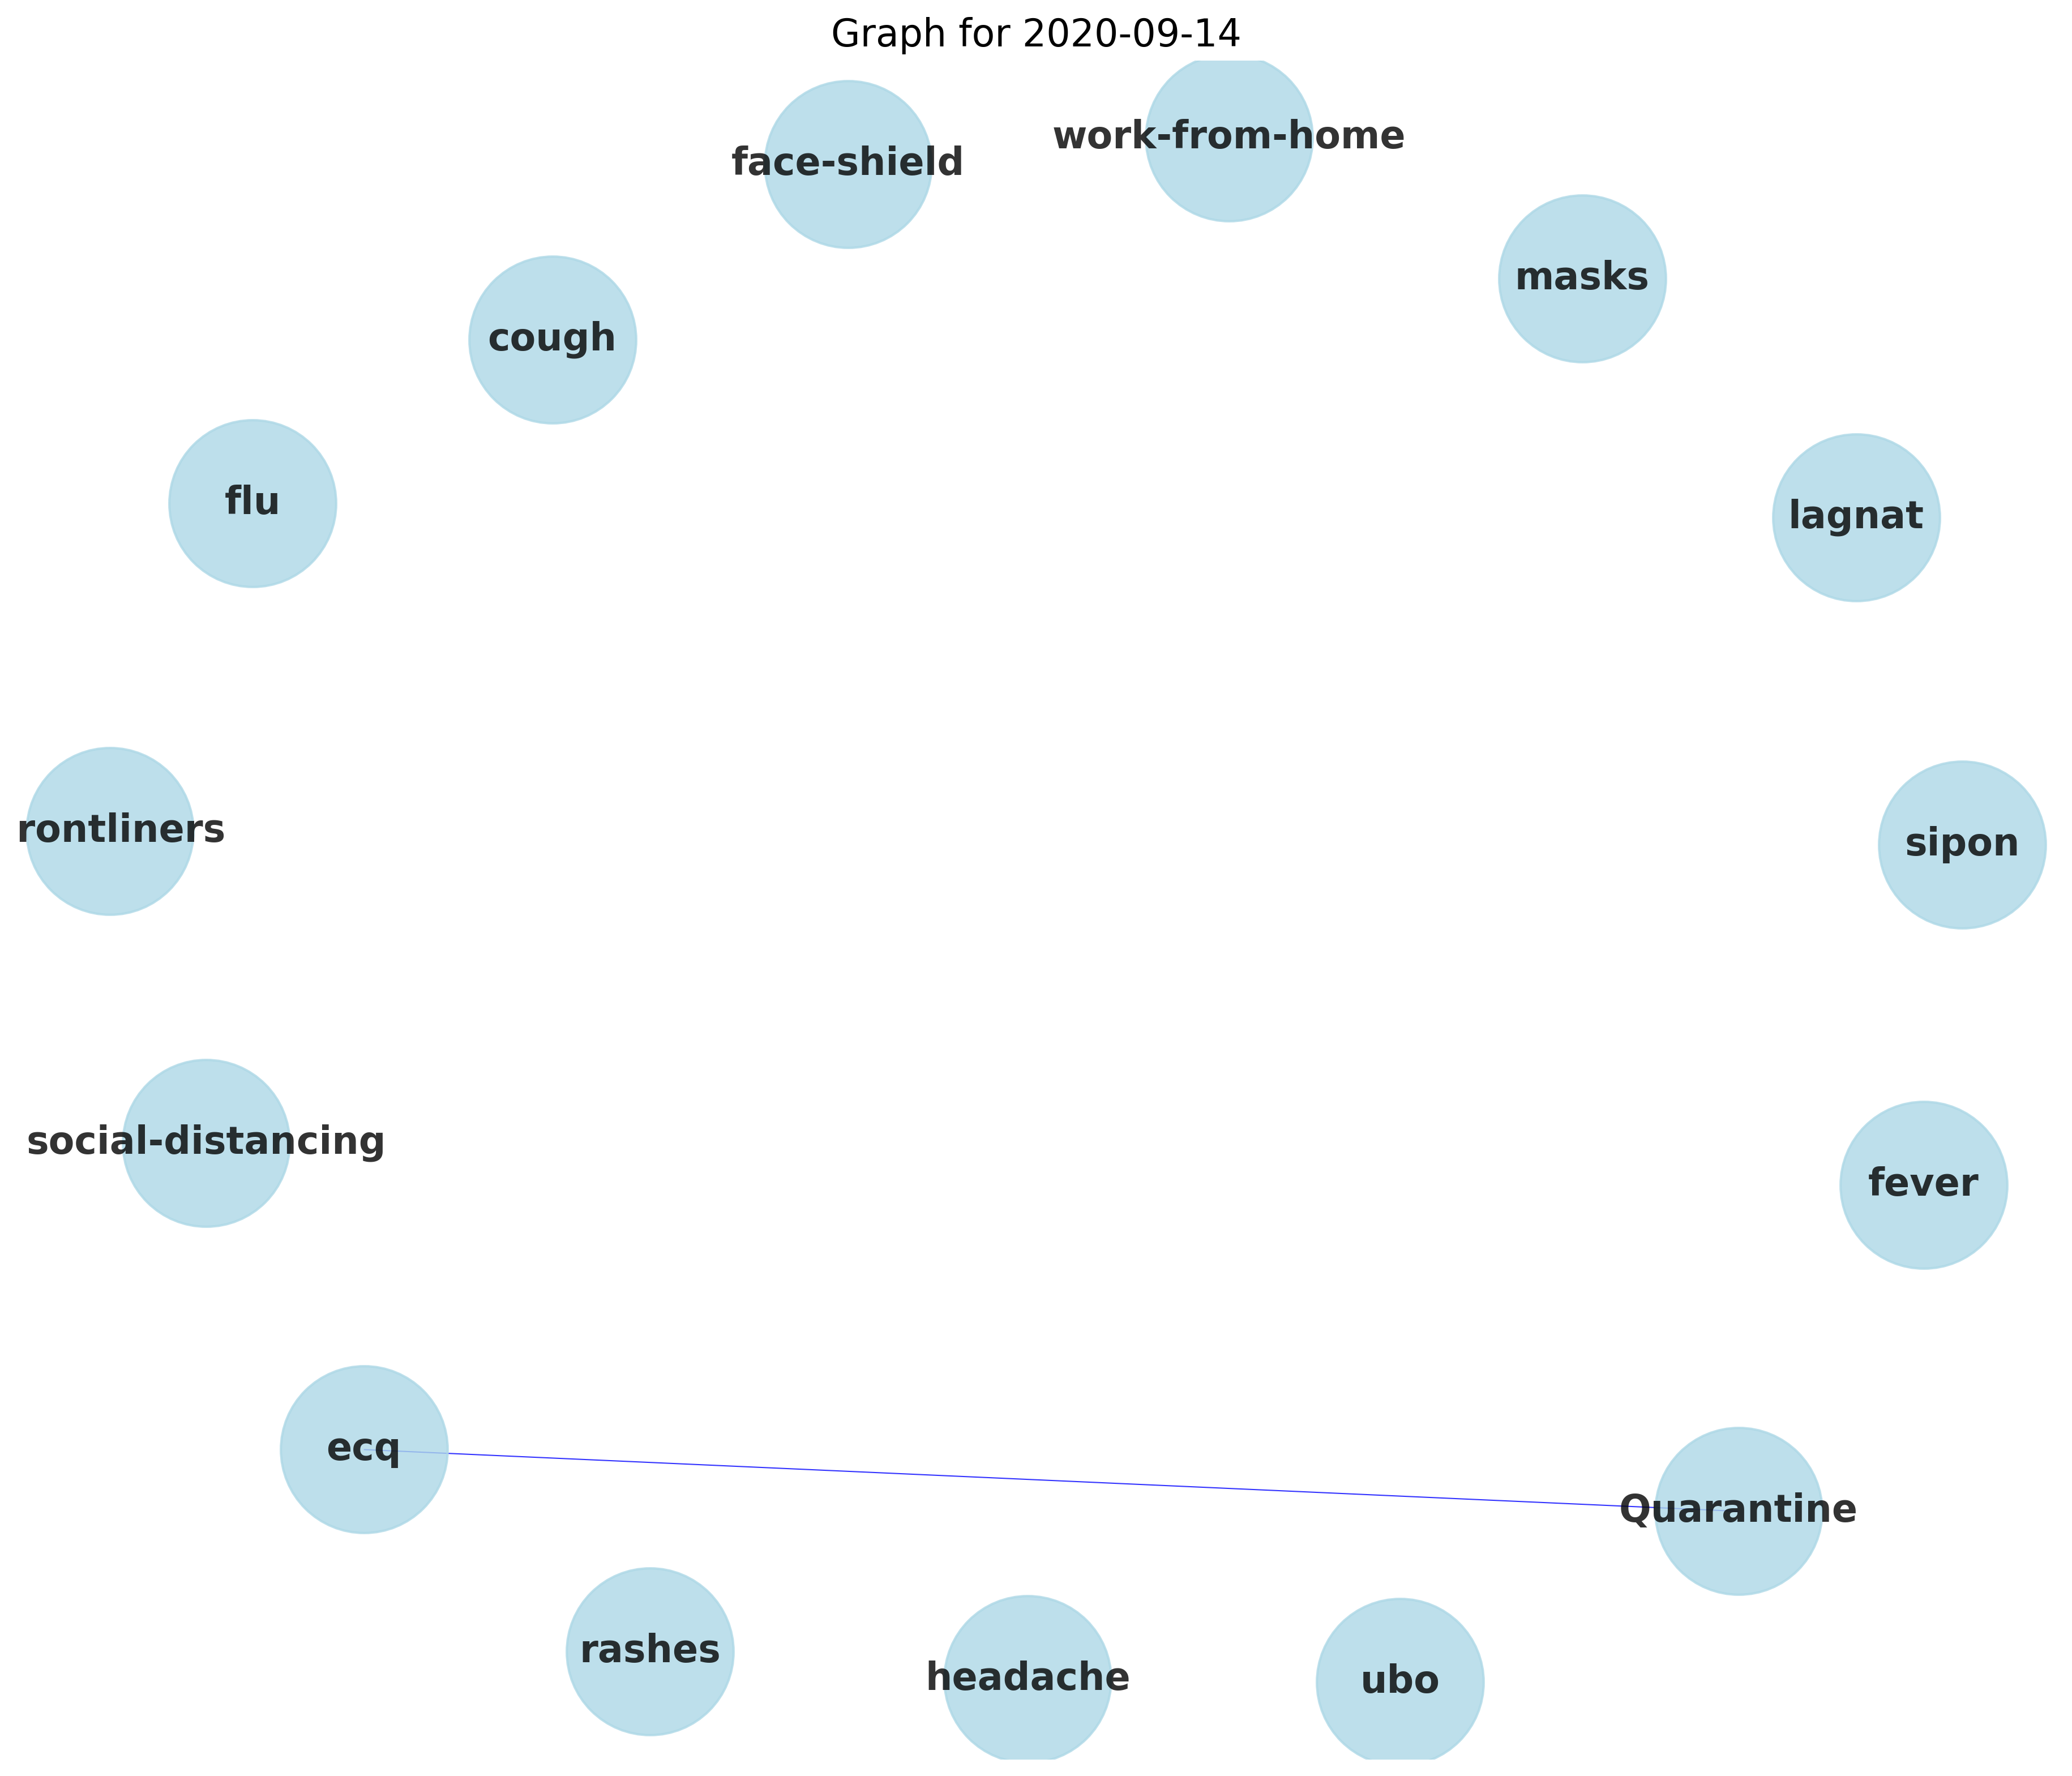 Graph for 2020-09-14
work-from-home
face-shield
masks
cough
flu
lagnat
rontliners
sipon
social-distancing
fever
ecq
Quarantine
rashes
headache
ubo